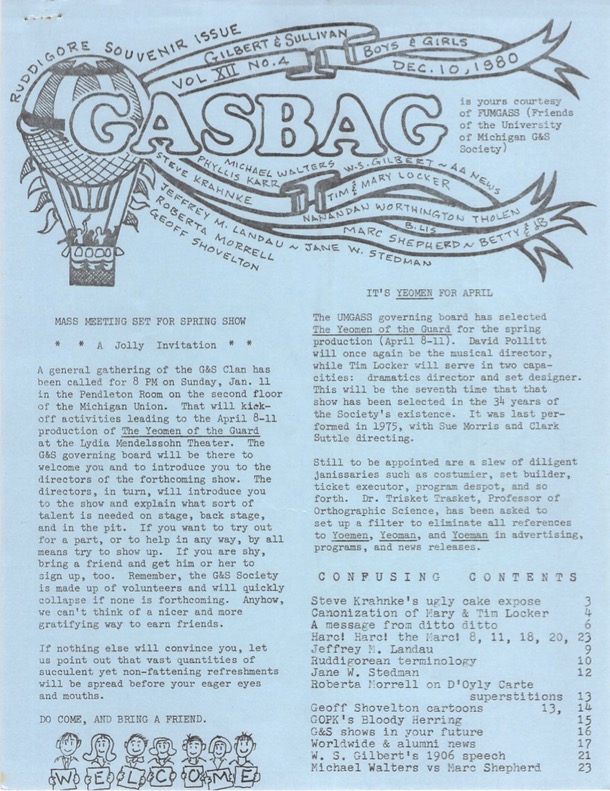 RUDDIGORE SOUVENIR ISSUE
GILBERT & SULLIVAN
BOYS & GIRLS
VOL XII NO. 4
DEC. 10, 1980
GASBAG
is yours courtesy
of FUMGASS (Friends
of the University
of Michigan G&S
Society)
MICHAEL WALTERS W.S. GILBERT ~ AA NEWS
PHYLLIS KARR
TIM & MARY LOCKER
STEVE KRAHNKE
NANANDAN WORTHINGTON THOLEN
JEFFREY M. LANDAU ~ JANE W. STEDMAN
B. LIS
MARC SHEPHERD ~ BETTY & JB
ROBERTA MORRELL
GEOFF SHOVELTON
MASS MEETING SET FOR SPRING SHOW
* * A Jolly Invitation * *
A general gathering of the G&S Clan has
been called for 8 PM on Sunday, Jan. 11
in the Pendleton Room on the second floor
of the Michigan Union. That will kick-
off activities leading to the April 8-11
production of The Yeomen of the Guard
at the Lydia Mendelssohn Theater. The
G&S governing board will be there to
welcome you and to introduce you to the
directors of the forthcoming show. The
directors, in turn, will introduce you
to the show and explain what sort of
talent is needed on stage, back stage,
and in the pit. If you want to try out
for a part, or to help in any way, by all
means try to show up. If you are shy,
bring a friend and get him or her to
sign up, too. Remember, the G&S Society
is made up of volunteers and will quickly
collapse if none is forthcoming. Anyhow,
we can't think of a nicer and more
gratifying way to earn friends.
If nothing else will convince you, let
us point out that vast quantities of
succulent yet non-fattening refreshments
will be spread before your eager eyes
and mouths.
DO COME, AND BRING A FRIEND.
WELCOME
IT'S YEOMEN FOR APRIL
The UMGASS governing board has selected
The Yeomen of the Guard for the spring
production (April 8-11). David Pollitt
will once again be the musical director,
while Tim Locker will serve in two capa-
cities: dramatics director and set designer.
This will be the seventh time that that
show has been selected in the 34 years of
the Society's existence. It was last per-
formed in 1975, with Sue Morris and Clark
Suttle directing.
Still to be appointed are a slew of diligent
janissaries such as costumier, set builder,
ticket executor, program despot, and so
forth. Dr. Trisket Trasket, Professor of
Orthographic Science, has been asked to
set up a filter to eliminate all references
to Yoemen, Yeoman, and Yoeman in advertising,
programs, and news releases.
CONFUSING CONTENTS
Steve Krahnke's ugly cake expose 3
Canonization of Mary & Tim Locker 4
A message from ditto ditto 6
Harc! Harc! the Marc! 8, 11, 18, 20, 23
Jeffrey M. Landau 9
Ruddigorean terminology 10
Jane W. Stedman 12
Roberta Morrell on D'Oyly Carte
superstitions 13
Geoff Shovelton cartoons 13, 14
GOPK's Bloody Herring 15
G&S shows in your future 16
Worldwide & alumni news 17
W. S. Gilbert's 1906 speech 21
Michael Walters vs Marc Shepherd 23